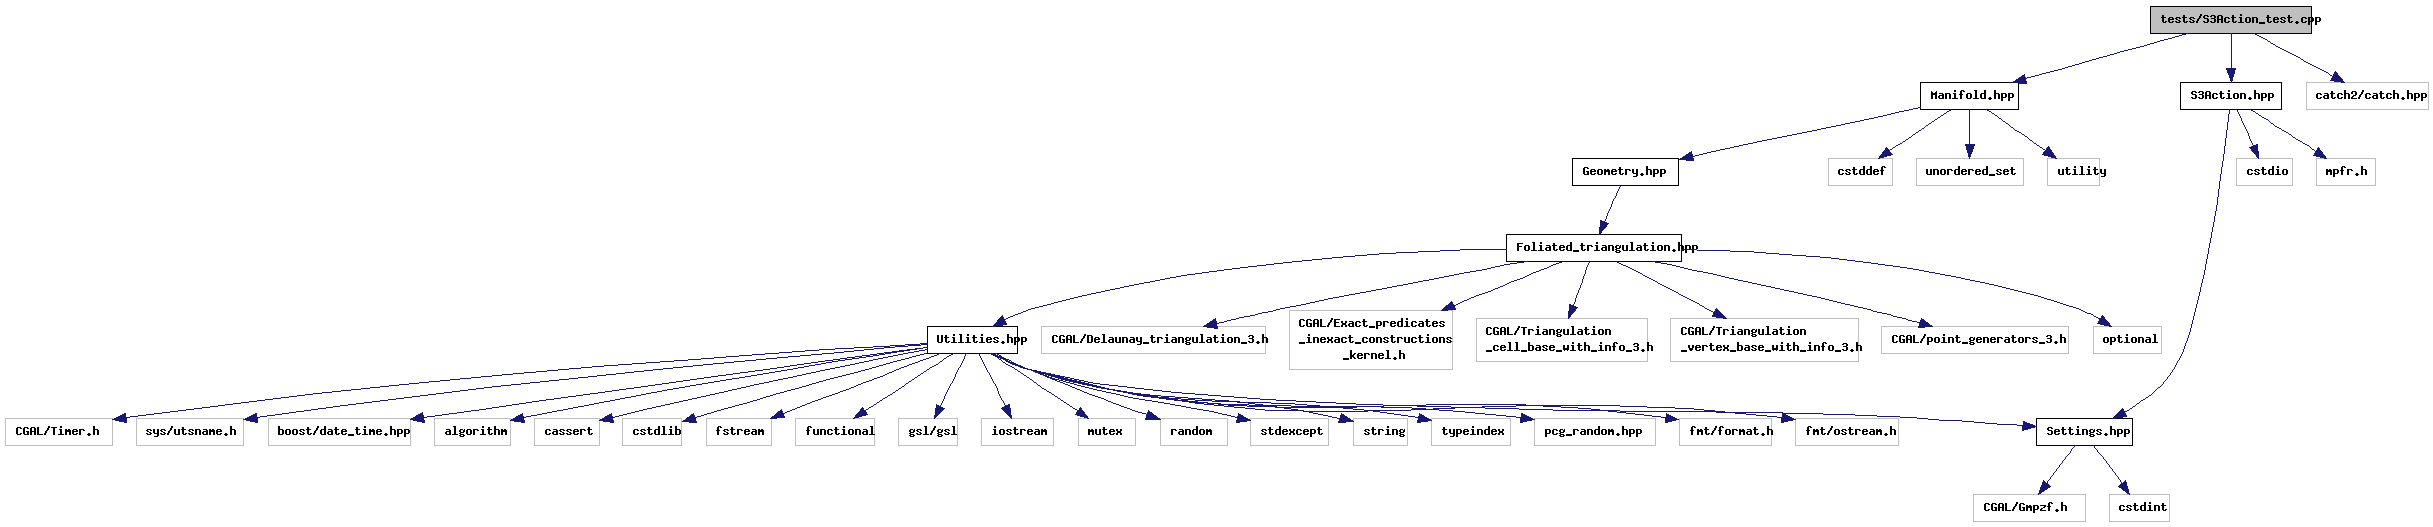 tests/S3Action_test.cpp
Manifold.hpp
S3Action.hpp
catch2/catch.hpp
Geometry.hpp
cstddef
unordered_set
utility
cstdio
mpfr.h
Foliated_triangulation.hpp
Utilities.hpp
CGAL/Delaunay_triangulation_3.h
CGAL/Exact_predicates
_inexact_constructions
_kernel.h
CGAL/Triangulation
_cell_base_with_info_3.h
CGAL/Triangulation
_vertex_base_with_info_3.h
CGAL/point_generators_3.h
optional
CGAL/Timer.h
sys/utsname.h
boost/date_time.hpp
algorithm
cassert
cstdlib
fstream
functional
gsl/gsl
iostream
mutex
random
stdexcept
string
typeindex
pcg_random.hpp
fmt/format.h
fmt/ostream.h
Settings.hpp
CGAL/Gmpzf.h
cstdint